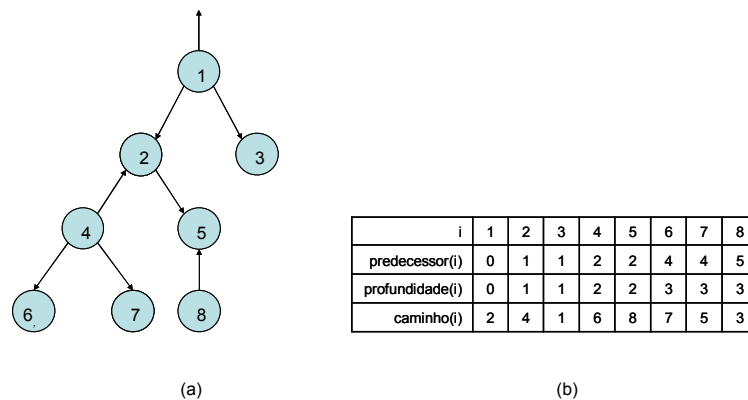 1
2
3
4
5
6,
7
8
i 1 2 3 4 5 6 7 8
predecessor(i) 0 1 1 2 2 4 4 5
profundidade(i) 0 1 1 2 2 3 3 3
caminho(i) 2 4 1 6 8 7 5 3
(a)
(b)